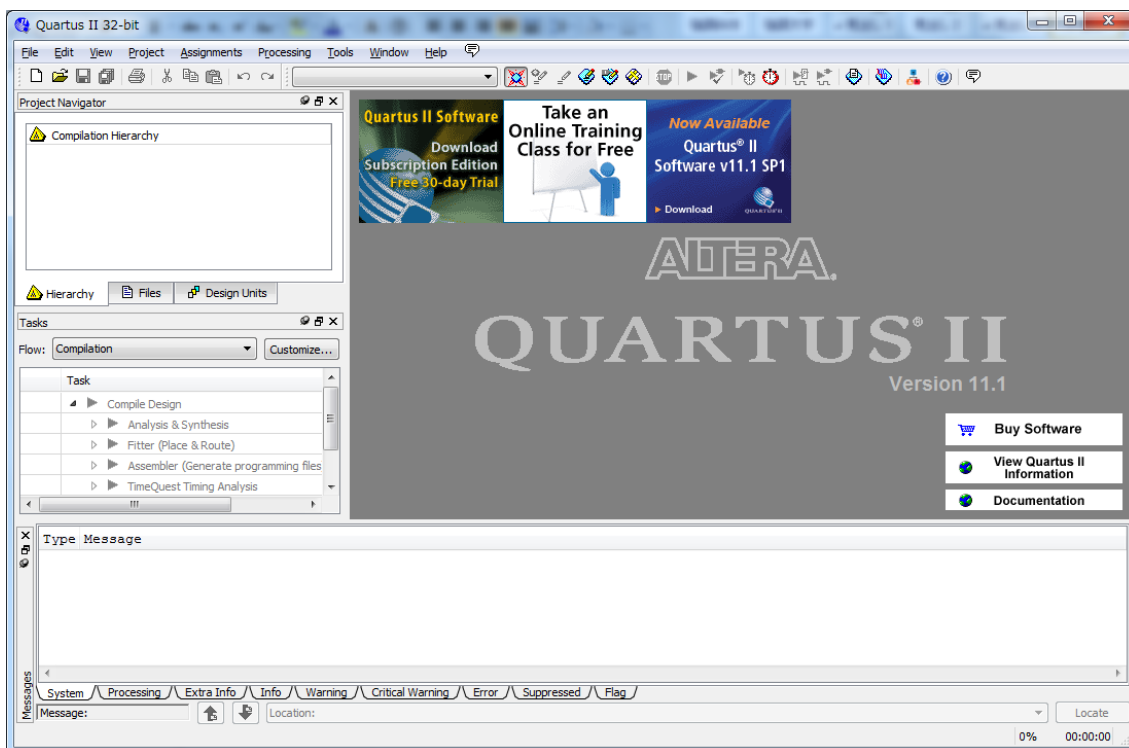 Quartus II 32-bit
File Edit View Project Assignments Processing Tools Window Help
Project Navigator
Compilation Hierarchy
Hierarchy Files Design Units
Tasks
Flow: Compilation Customize...
Task
Compile Design
Analysis & Synthesis
Fitter (Place & Route)
Assembler (Generate programming files
TimeQuest Timing Analysis
Quartus II Software
Download
Subscription Edition
Free 30-day Trial
Take an
Online Training
Class for Free
Now Available
Quartus® II
Software v11.1 SP1
Download
QUARTUS II
ALTERA®
QUARTUS® II
Version 11.1
Buy Software
View Quartus II
Information
Documentation
Type Message
Messages
System Processing Extra Info Info Warning Critical Warning Error Suppressed Flag
Message: Location: Locate
0% 00:00:00